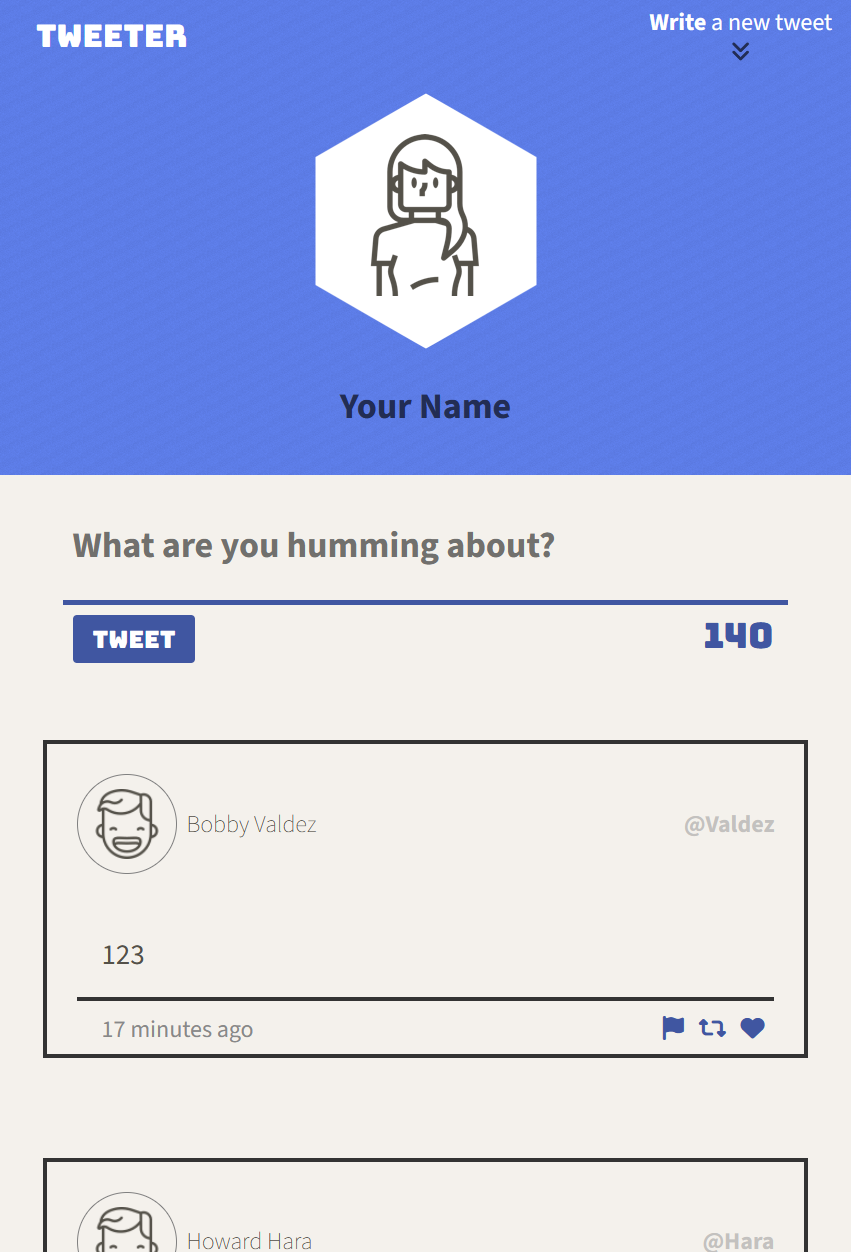 TWEETER
Write a new tweet
Your Name
What are you humming about?
TWEET
140
Bobby Valdez
@Valdez
123
17 minutes ago
Howard Hara
@Hara